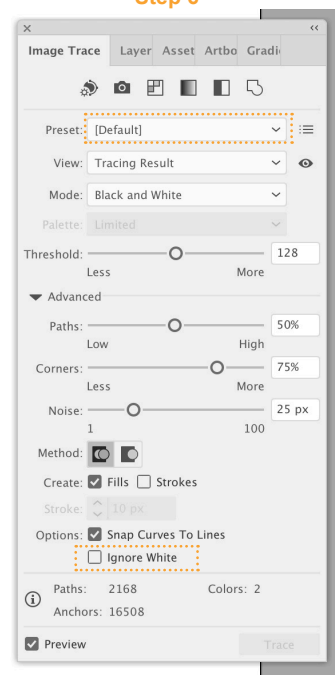 Image Trace Layer Asset Artbo Gradi
Preset: [Default]
View: Tracing Result
Mode: Black and White
Palette: Limited
Threshold: 128
Less More
Advanced
Paths: 50%
Low High
Corners: 75%
Less More
Noise: 25 px
1 100
Method:
Create: Fills Strokes
Stroke: 10 px
Options: Snap Curves To Lines
Ignore White
Paths: 2168 Colors: 2
Anchors: 16508
Preview Trace